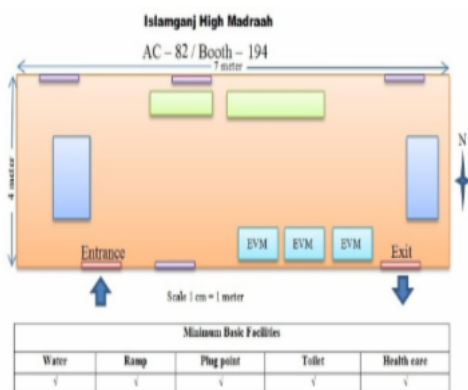 Islamganj High Madraah
AC – 82 / Booth – 194
7 meter
4 meter
N
EVM EVM EVM
Entrance
Exit
Scale 1 cm = 1 meter
Minimum Basic Facilities
Water Ramp Plug point Toilet Health care
√ √ √ √ √